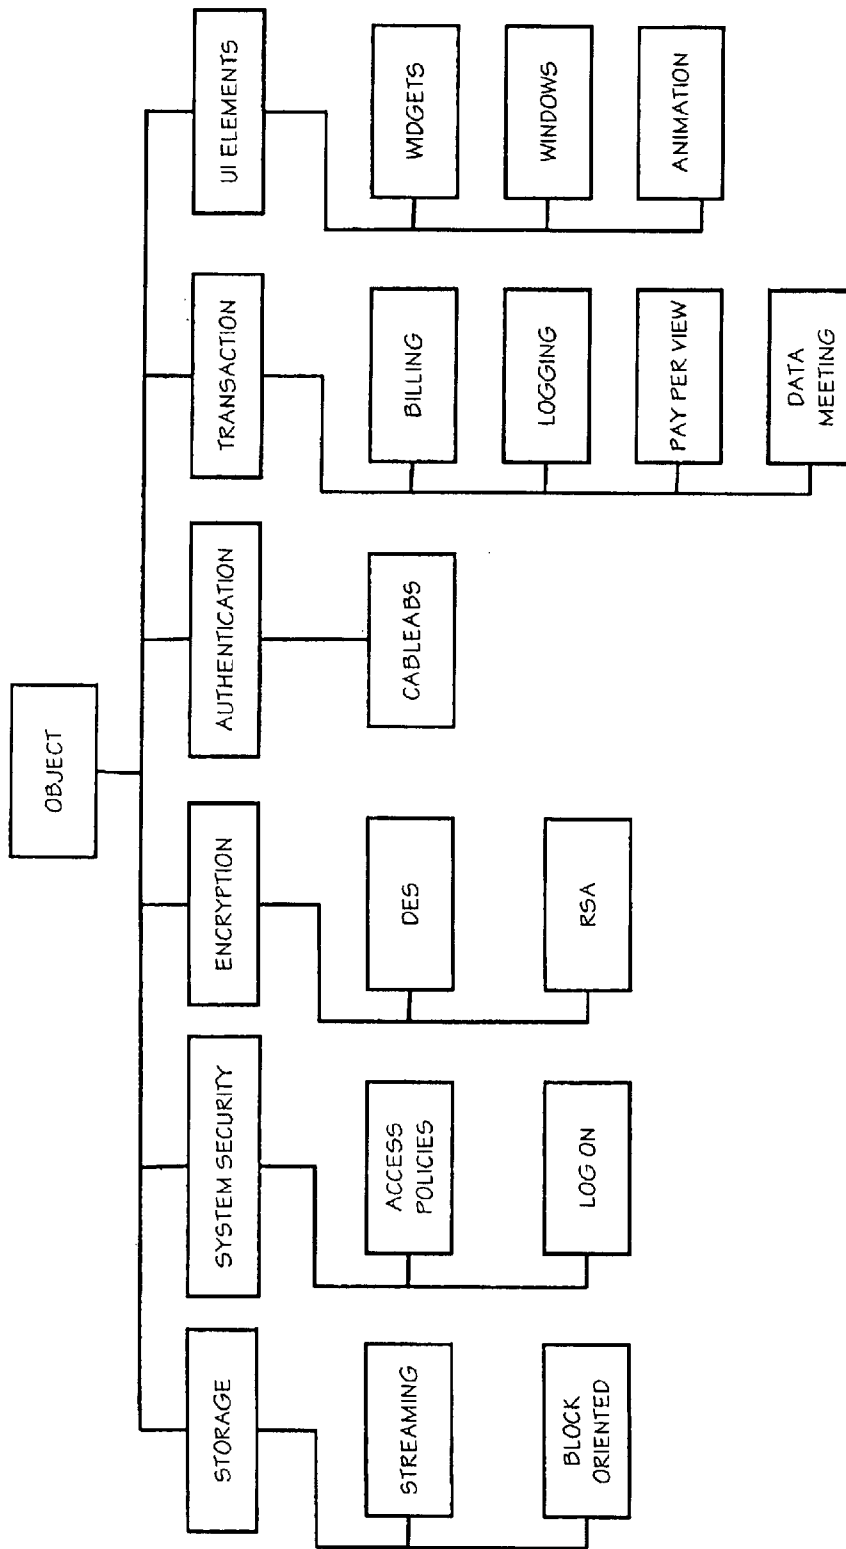 OBJECT
STORAGE
SYSTEM SECURITY
ENCRYPTION
AUTHENTICATION
TRANSACTION
UI ELEMENTS
STREAMING
BLOCK
ORIENTED
ACCESS
POLICIES
LOG ON
DES
RSA
CABLEABS
BILLING
LOGGING
PAY PER VIEW
DATA
MEETING
WIDGETS
WINDOWS
ANIMATION